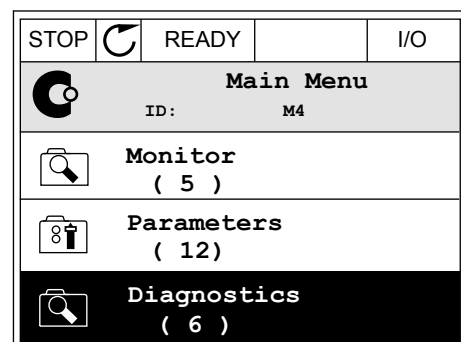 STOP READY I/O
Main Menu
ID: M4
Monitor
( 5 )
Parameters
( 12)
Diagnostics
( 6 )